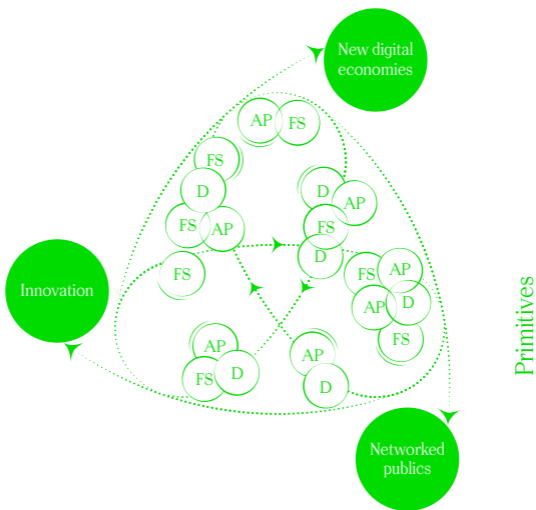 New digital
economies
AP
FS
FS
D
FS
AP
D
AP
FS
D
FS
Innovation
FS
AP
AP
D
FS
AP
FS
D
AP
D
Primitives
Networked
publics